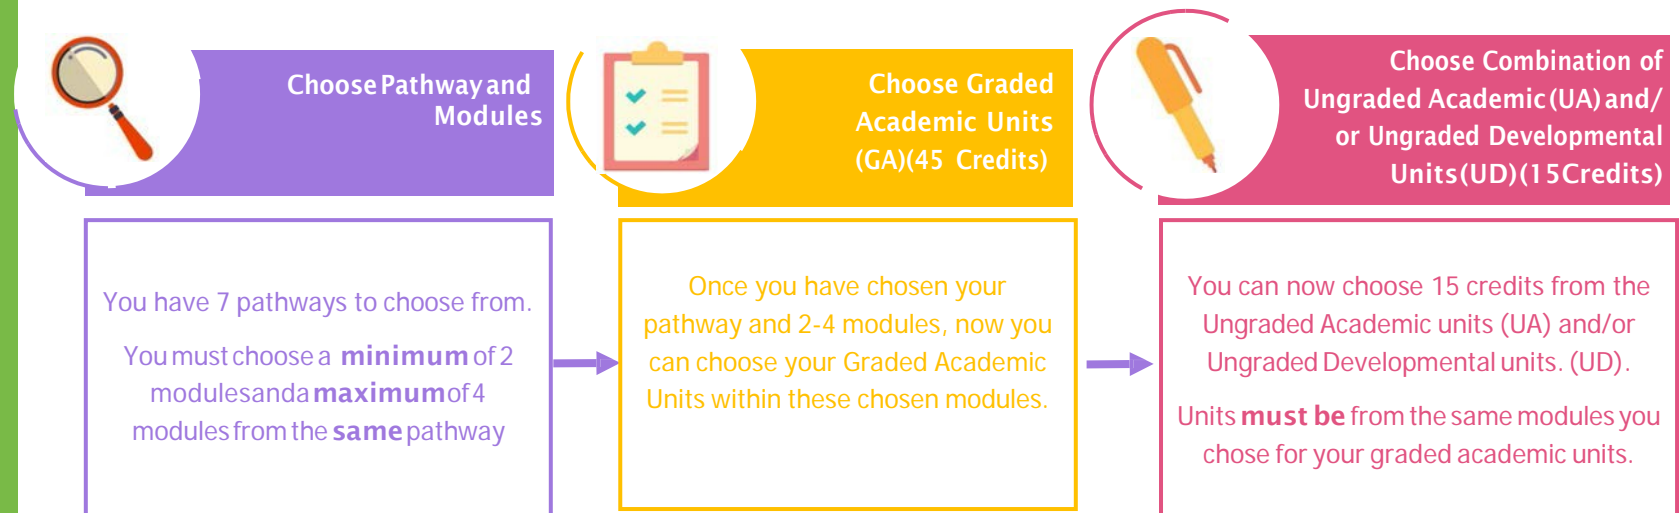 Choose Pathway and
Modules
Choose Graded
Academic Units
(GA)(45 Credits)
Choose Combination of
Ungraded Academic (UA) and/
or Ungraded Developmental
Units (UD) (15 Credits)
You have 7 pathways to choose from.
You must choose a minimum of 2
modulesanda maximum of 4
modules from the same pathway
Once you have chosen your
pathway and 2-4 modules, now you
can choose your Graded Academic
Units within these chosen modules.
You can now choose 15 credits from the
Ungraded Academic units (UA) and/or
Ungraded Developmental units. (UD).
Units must be from the same modules you
chose for your graded academic units.